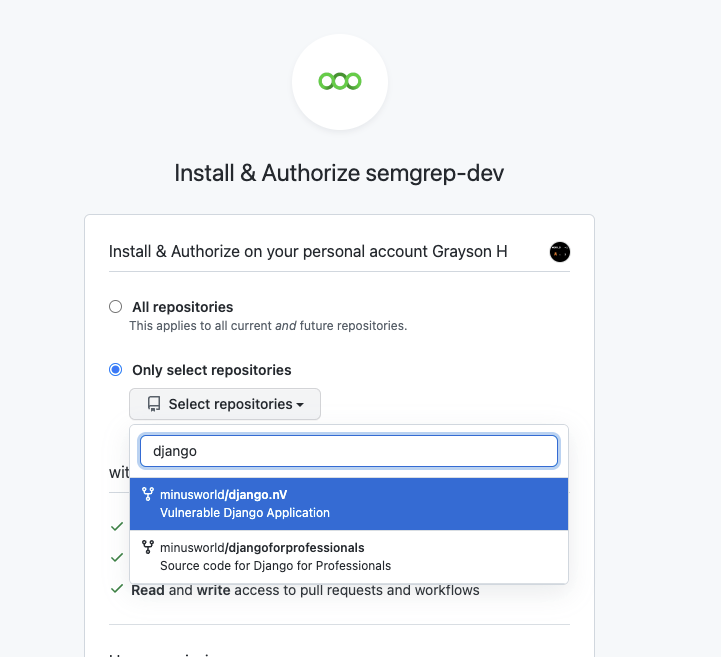 Install & Authorize semgrep-dev
Install & Authorize on your personal account Grayson H
All repositories
This applies to all current and future repositories.
Only select repositories
Select repositories
django
minusworld/django.nV
Vulnerable Django Application
minusworld/djangoforprofessionals
Source code for Django for Professionals
Read and write access to pull requests and workflows